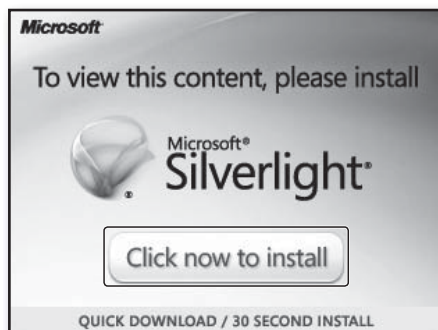 Microsoft
To view this content, please install
Microsoft®
Silverlight®
®
Click now to install
QUICK DOWNLOAD / 30 SECOND INSTALL